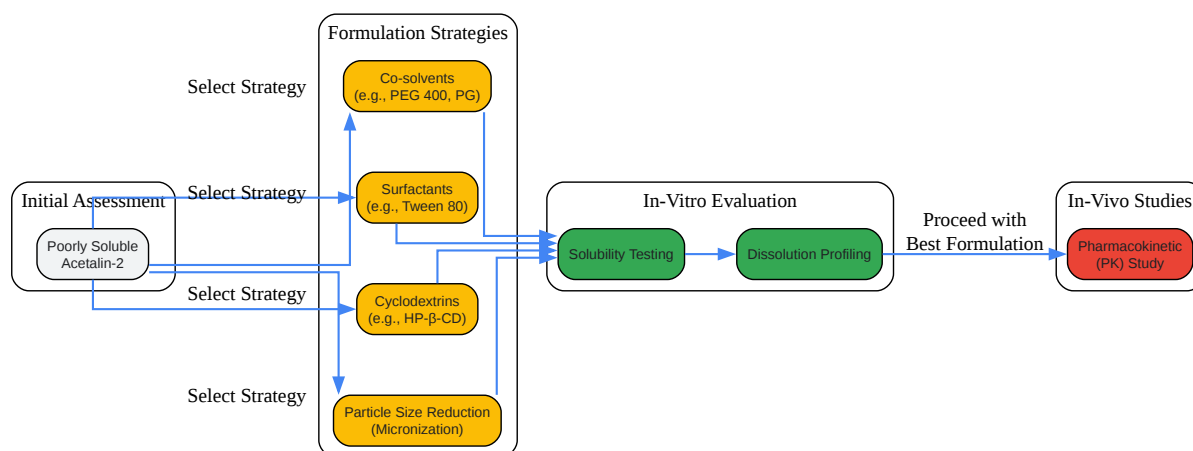 Formulation Strategies
Select Strategy
Co-solvents
(e.g., PEG 400, PG)
Initial Assessment
Select Strategy
Surfactants
(e.g., Tween 80)
In-Vitro Evaluation
In-Vivo Studies
Proceed with
Best Formulation
Poorly Soluble
Acetalin-2
Solubility Testing
Dissolution Profiling
Pharmacokinetic
(PK) Study
Select Strategy
Cyclodextrins
(e.g., HP-β-CD)
Select Strategy
Particle Size Reduction
(Micronization)